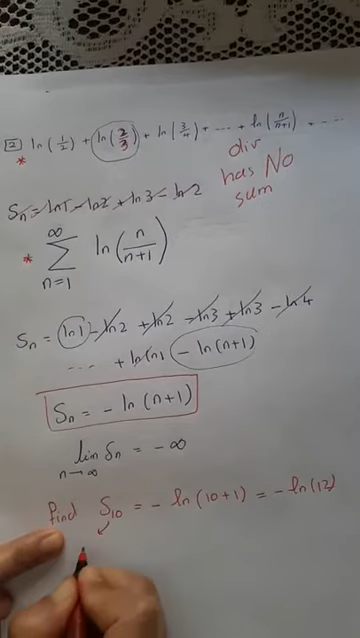 [2] ln(1/2) + ln(2/3) + ln(3/4) + ... + ln(n/(n+1)) + ...
* div
has No
sum
Sn = ln1 - ln2 + ln3 - ln2
* ∑ n=1 ∞ ln(n/(n+1))
Sn = ln1 - ln2 + ln2 - ln3 + ln3 - ln4
... + ln(n) - ln(n+1)
Sn = - ln(n+1)
lim n→∞ Sn = -∞
find S10 = - ln(10+1) = - ln(12)